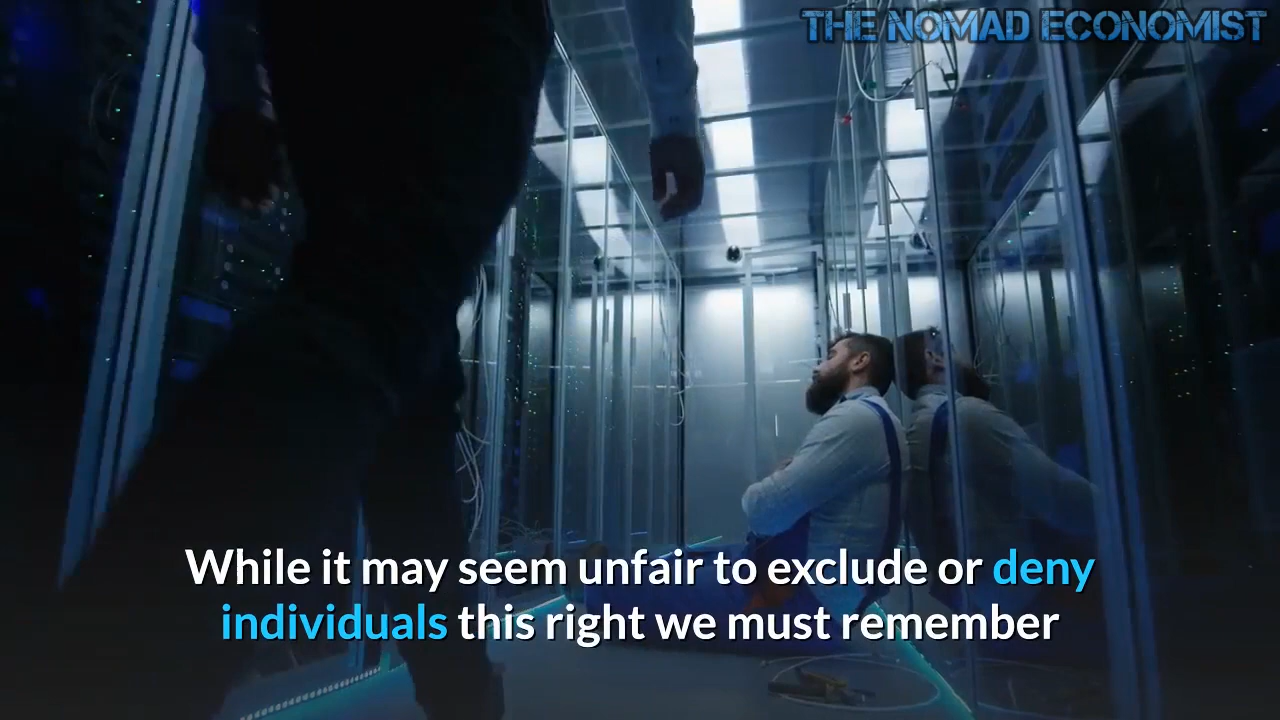 THE NOMAD ECONOMIST
While it may seem unfair to exclude or deny
individuals this right we must remember